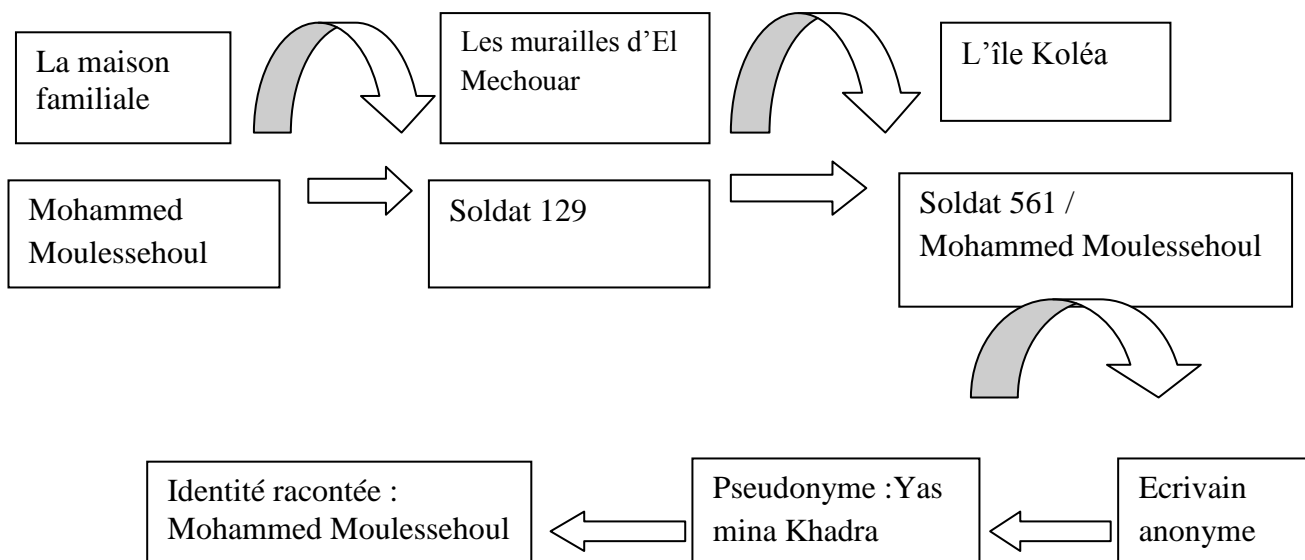 La maison
familiale
Les murailles d’El
Mechouar
L’île Koléa
Mohammed
Moulessehoul
Soldat 129
Soldat 561 /
Mohammed Moulessehoul
Identité racontée :
Mohammed Moulessehoul
Pseudonyme :Yas
mina Khadra
Ecrivain
anonyme